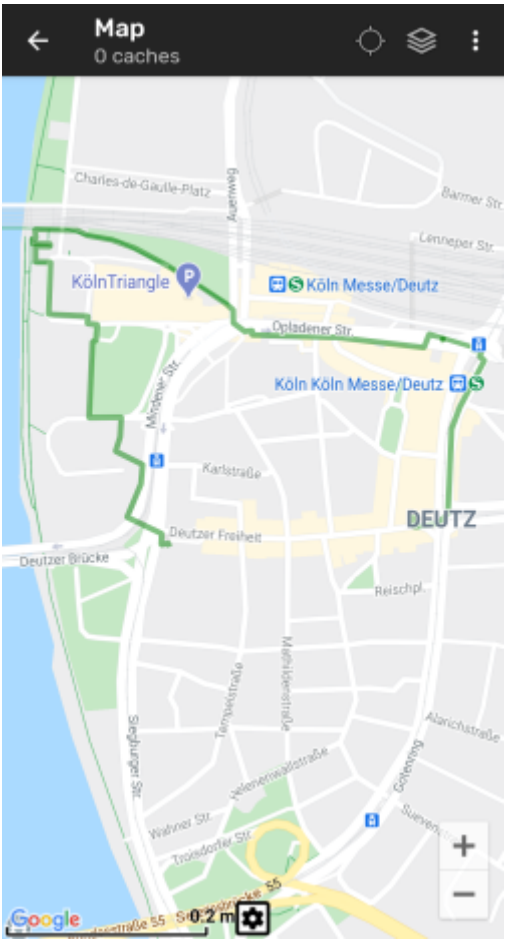 Map
0 caches
Charles-de-Gaulle-Platz
Auenweg
Barmer Str.
Lenneper Str.
KölnTriangle
P
S Köln Messe/Deutz
Opladener Str.
Köln Köln Messe/Deutz S
Mindener Str.
Karlstraße
DEUTZ
Deutzer Freiheit
Deutzer Brücke
Reischpl.
Mathildenstraße
Tempelstraße
Siegburger Str.
Alarichstraße
Gotenring
Helenenwallstraße
Wahner Str.
Troisdorfer Str.
+
−
Google
0.2 m
55